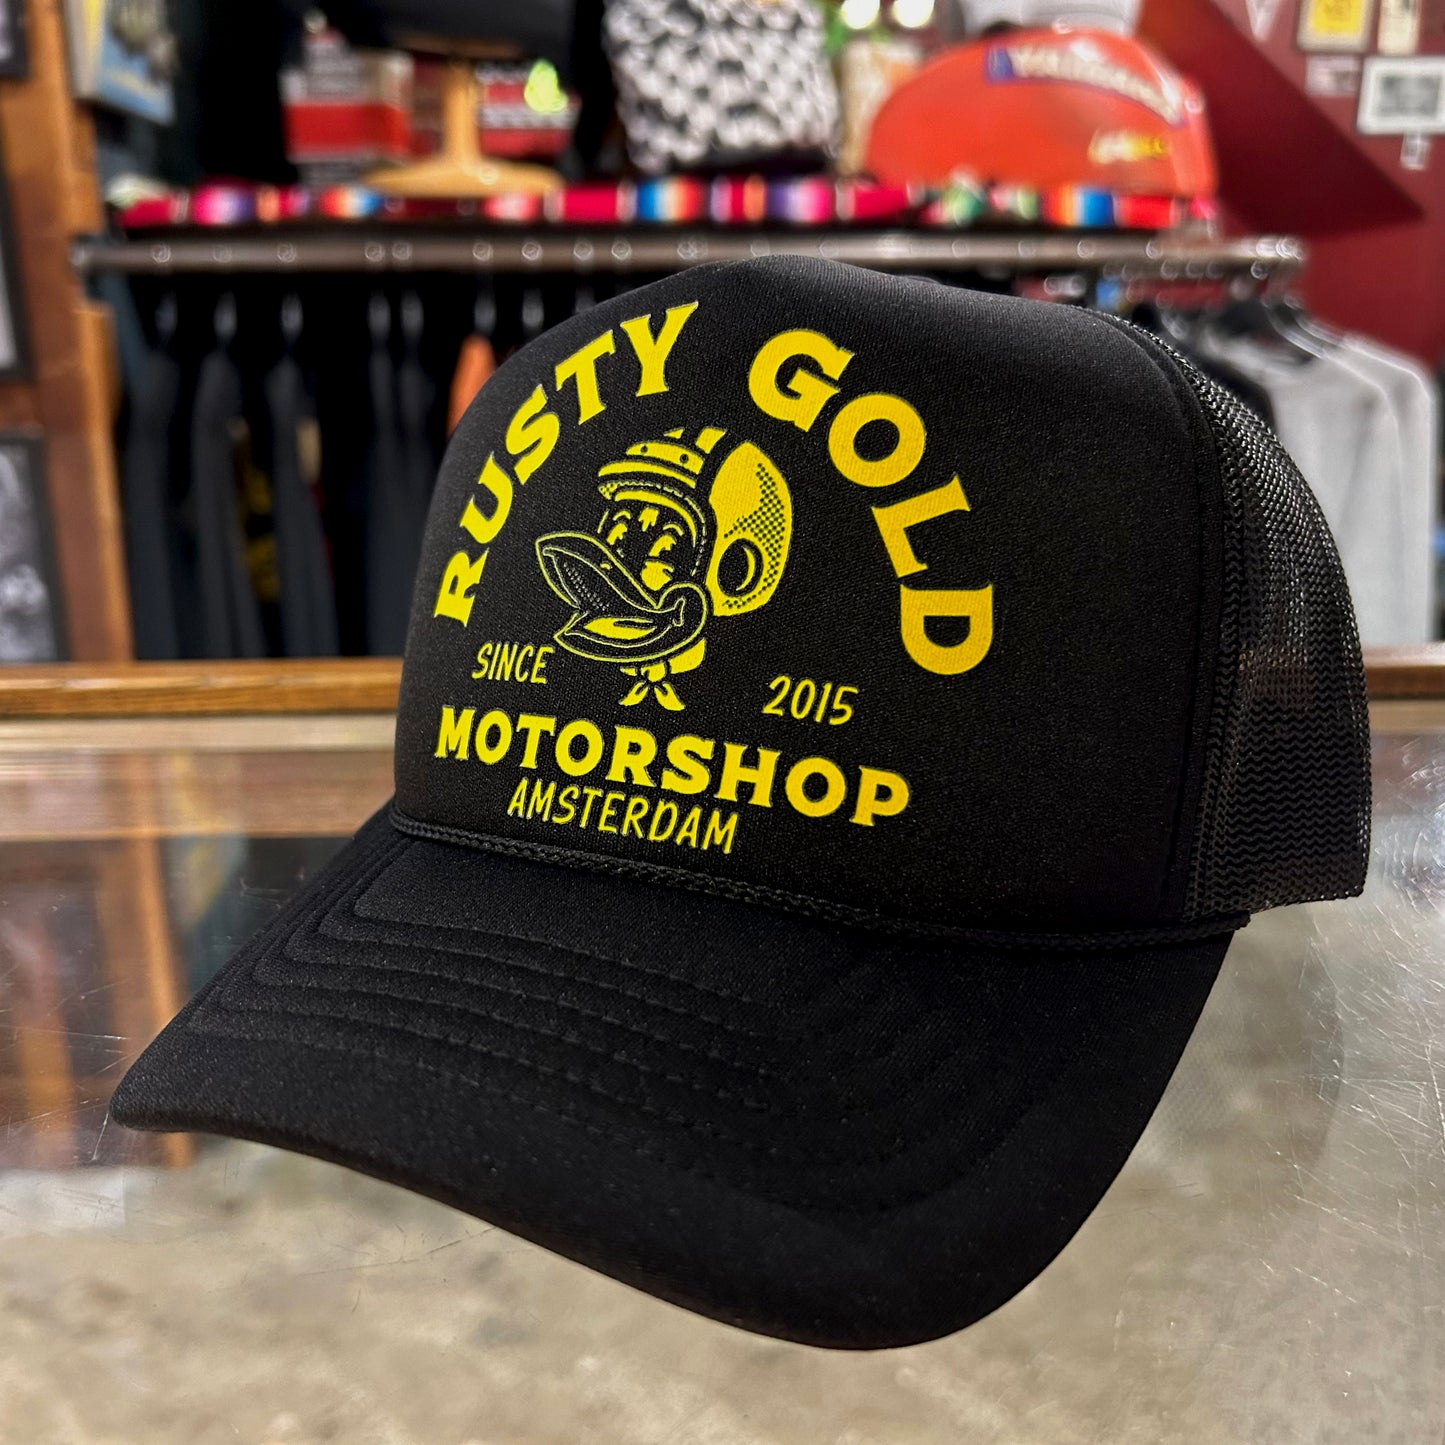 RUSTY GOLD
SINCE 2015
MOTORSHOP
AMSTERDAM